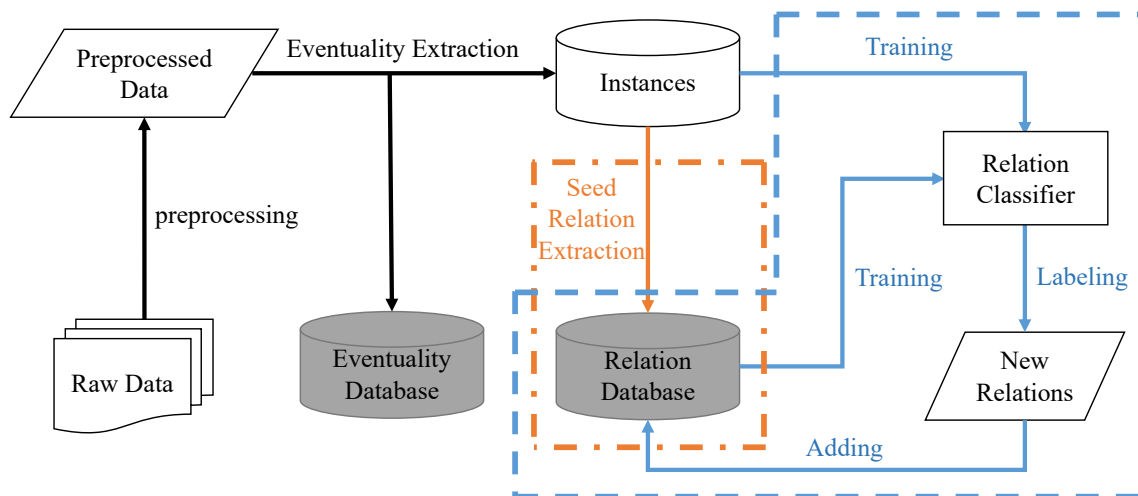 Preprocessed
Data
Eventuality Extraction
Instances
Training
preprocessing
Seed
Relation
Extraction
Relation
Classifier
Training
Labeling
Raw Data
Eventuality
Database
Relation
Database
New
Relations
Adding